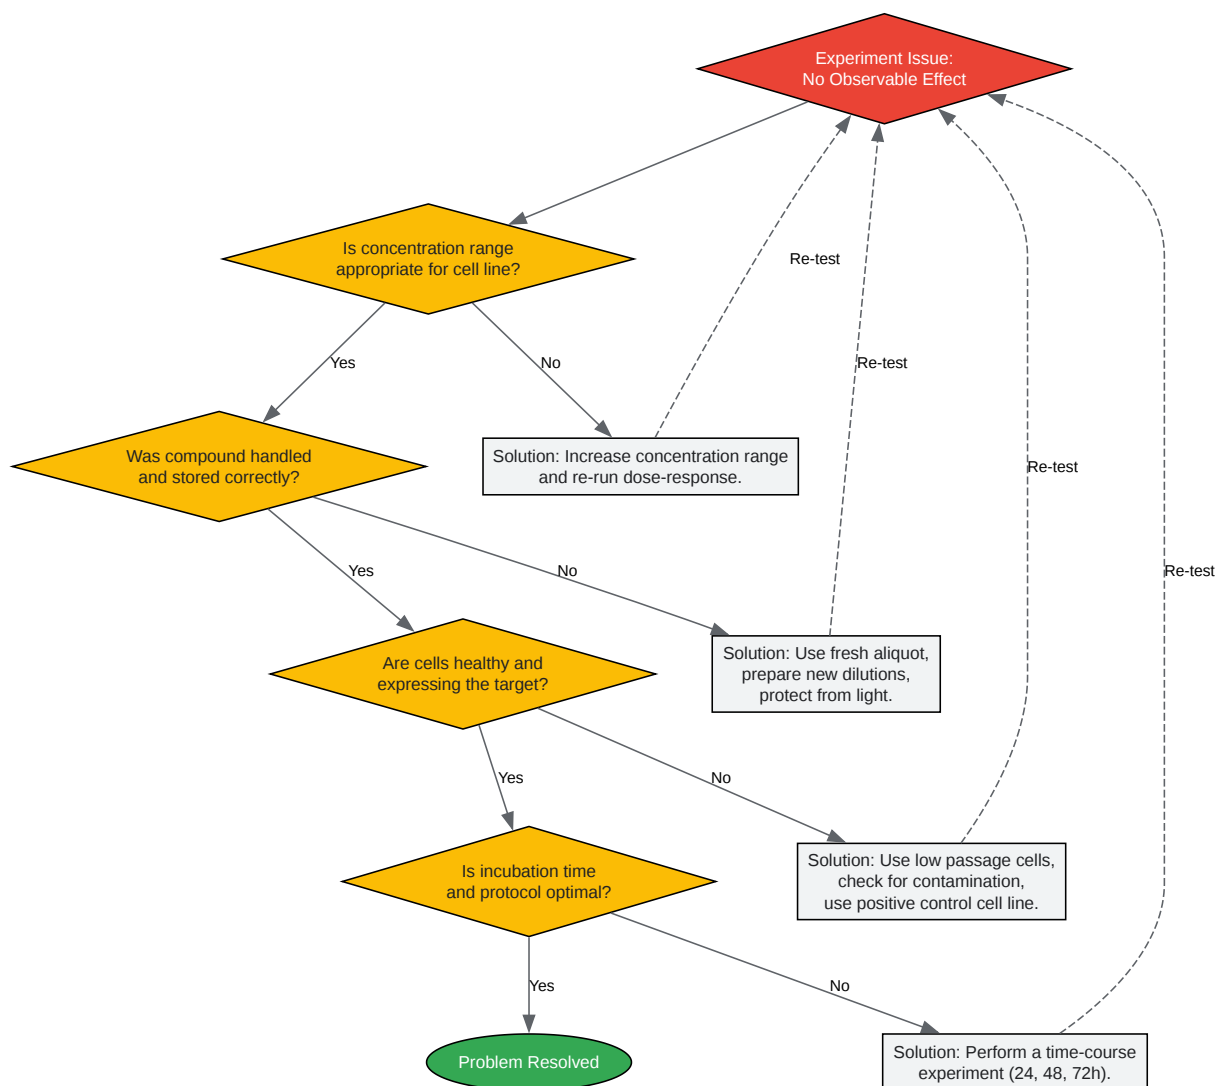 Experiment Issue:
No Observable Effect
Is concentration range
appropriate for cell line?
Re-test
Yes
No
Re-test
Was compound handled
and stored correctly?
Solution: Increase concentration range
and re-run dose-response.
Re-test
Yes
No
Re-test
Are cells healthy and
expressing the target?
Solution: Use fresh aliquot,
prepare new dilutions,
protect from light.
Yes
No
Is incubation time
and protocol optimal?
Solution: Use low passage cells,
check for contamination,
use positive control cell line.
Yes
No
Problem Resolved
Solution: Perform a time-course
experiment (24, 48, 72h).